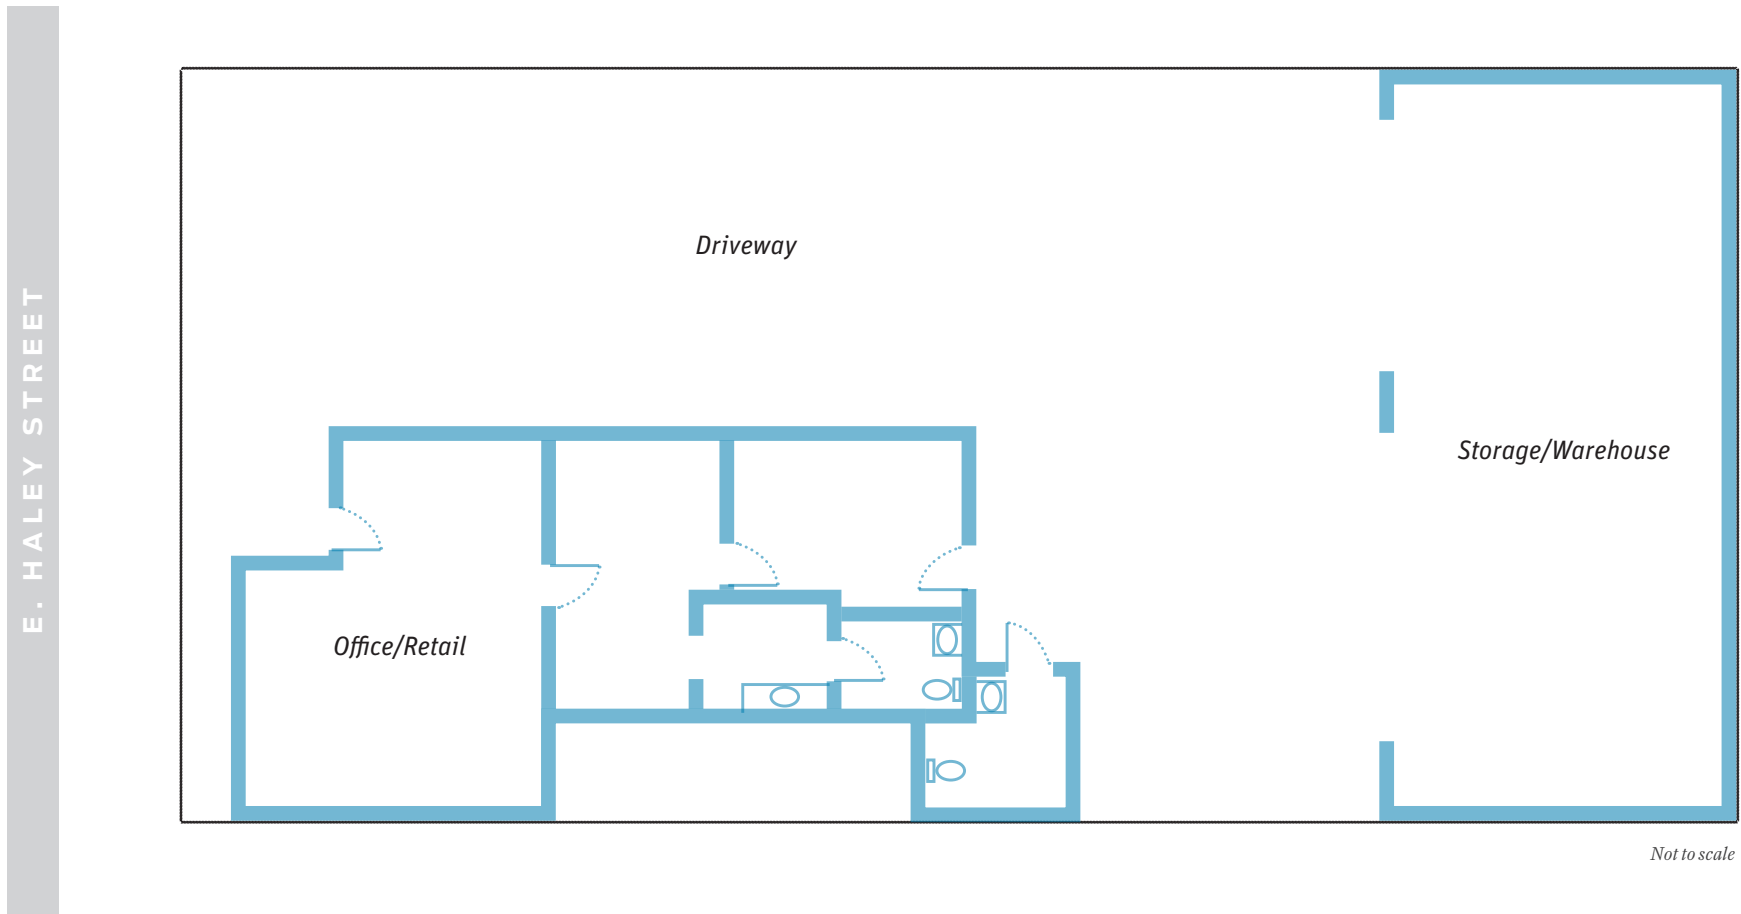 E. HALEY STREET
Driveway
Storage/Warehouse
Office/Retail
Not to scale